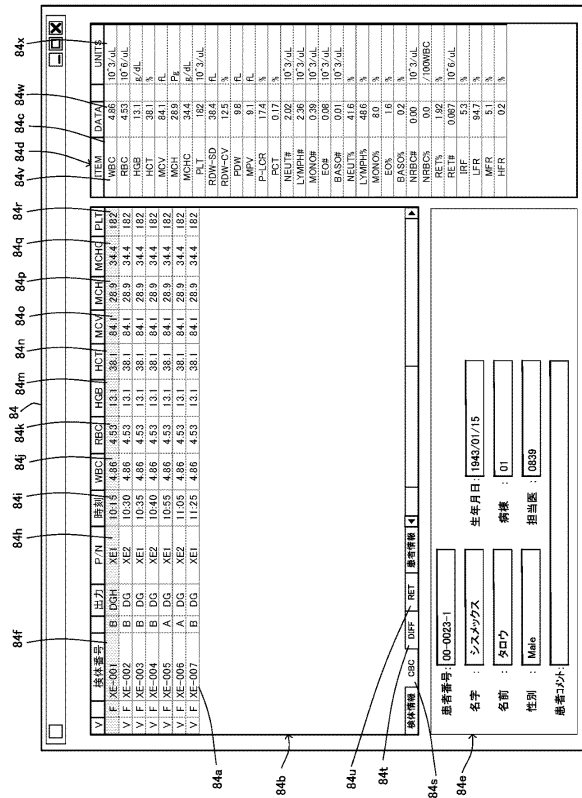 84
84f 84h 84i 84j 84k 84m 84n 84o 84p 84q 84r 84v 84d 84c 84w 84x
V 検体番号 出力 P/N 時刻 WBC RBC HGB HCT MCV MCH MCHC PLT
F XE-001 B DGH XE1 10:15 4.86 4.53 13.1 38.1 84.1 28.9 34.4 182
V F XE-002 B DG XE2 10:30 4.86 4.53 13.1 38.1 84.1 28.9 34.4 182
V F XE-003 B DG XE1 10:35 4.86 4.53 13.1 38.1 84.1 28.9 34.4 182
V F XE-004 B DG XE2 10:40 4.86 4.53 13.1 38.1 84.1 28.9 34.4 182
V F XE-005 A DG XE1 10:55 4.86 4.53 13.1 38.1 84.1 28.9 34.4 182
V F XE-006 A DG XE2 11:05 4.86 4.53 13.1 38.1 84.1 28.9 34.4 182
V F XE-007 B DG XE1 11:25 4.86 4.53 13.1 38.1 84.1 28.9 34.4 182
84a
84b
検体情報 CBC DIFF RET 患者情報
84u
84t
84s
84e
患者番号: 00-0023-1
名字 : シスメックス 生年月日: 1943/01/15
名前 : タロウ 病棟 : 01
性別 : Male 担当医 : 0839
患者コメント:
ITEM DATA UNITS
WBC 4.86 10^3/uL
RBC 4.53 10^6/uL
HGB 13.1 g/dL
HCT 38.1 %
MCV 84.1 fL
MCH 28.9 Pg
MCHC 34.4 g/dL
PLT 182 10^3/uL
RDW-SD 38.4 fL
RDW-CV 12.5 %
PDW 9.8 fL
MPV 9.1 fL
P-LCR 17.4 %
PCT 0.17 %
NEUT# 2.02 10^3/uL
LYMPH# 2.36 10^3/uL
MONO# 0.39 10^3/uL
EO# 0.08 10^3/uL
BASO# 0.01 10^3/uL
NEUT% 41.6 %
LYMPH% 48.6 %
MONO% 8.0 %
EO% 1.6 %
BASO% 0.2 %
NRBC# 0.00 10^3/uL
NRBC% 0.0 /100WBC
RET% 1.92 %
RET# 0.087 10^6/uL
IRF 5.3 %
LFR 94.7 %
MFR 5.1 %
HFR 0.2 %